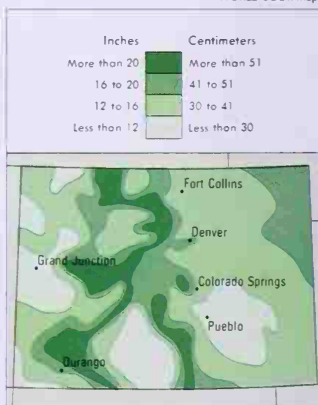 Inches Centimeters
More than 20 More than 51
16 to 20 41 to 51
12 to 16 30 to 41
Less than 12 Less than 30
Fort Collins
Denver
Grand Junction
Colorado Springs
Pueblo
Durango